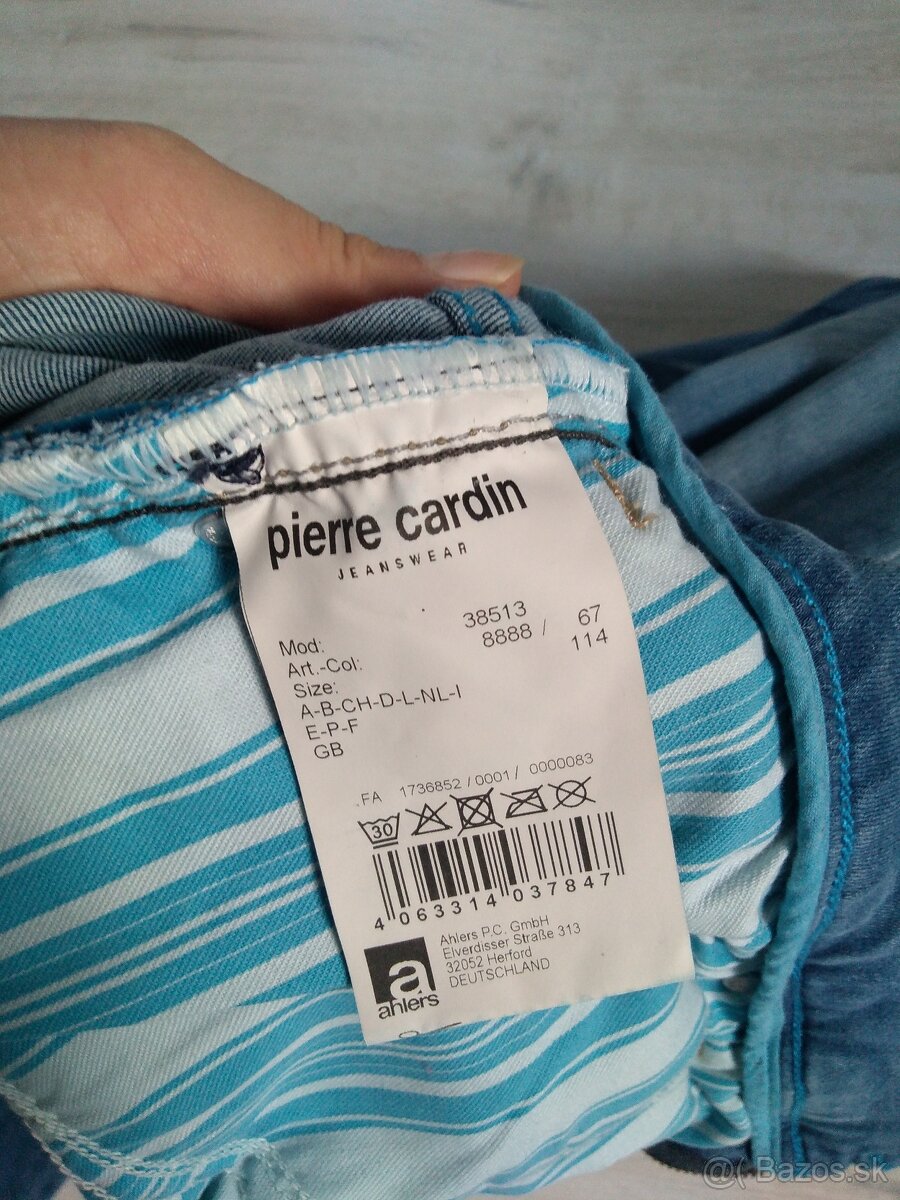 pierre cardin
JEANSWEAR
Mod: 38513
Art.-Col: 8888 / 67
Size: 114
A-B-CH-D-L-NL-I
E-P-F
GB
FA 1736852 / 0001 / 0000083
30
4 063314 037847
Ahlers P.C. GmbH
Elverdisser Straße 313
32052 Herford
DEUTSCHLAND
a
ahlers
@( Bazos.sk